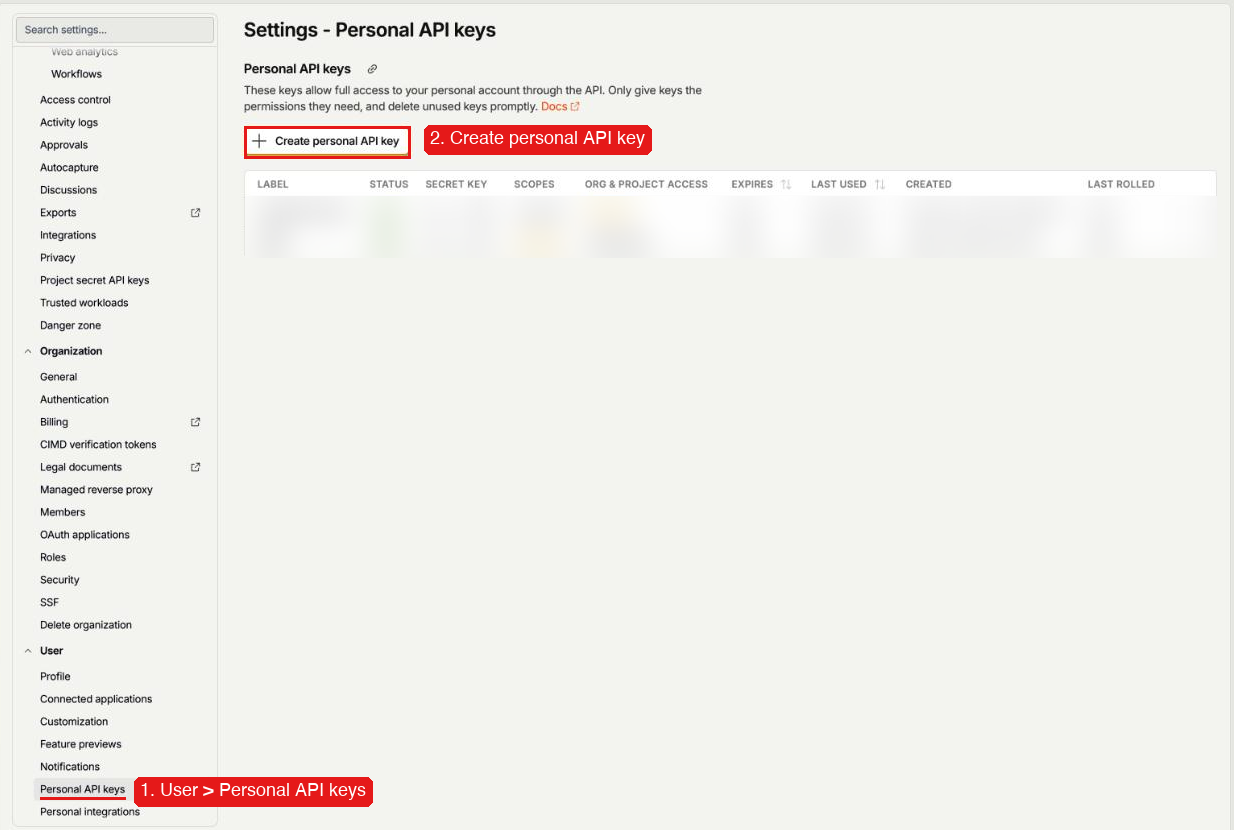 Search settings...
Web analytics
Workflows
Access control
Activity logs
Approvals
Autocapture
Discussions
Exports
Integrations
Privacy
Project secret API keys
Trusted workloads
Danger zone
Organization
General
Authentication
Billing
CIMD verification tokens
Legal documents
Managed reverse proxy
Members
OAuth applications
Roles
Security
SSF
Delete organization
User
Profile
Connected applications
Customization
Feature previews
Notifications
Personal API keys
1. User > Personal API keys
Personal integrations
Settings - Personal API keys
Personal API keys
These keys allow full access to your personal account through the API. Only give keys the
permissions they need, and delete unused keys promptly. Docs
Create personal API key
2. Create personal API key
LABEL STATUS SECRET KEY SCOPES ORG & PROJECT ACCESS EXPIRES LAST USED CREATED LAST ROLLED